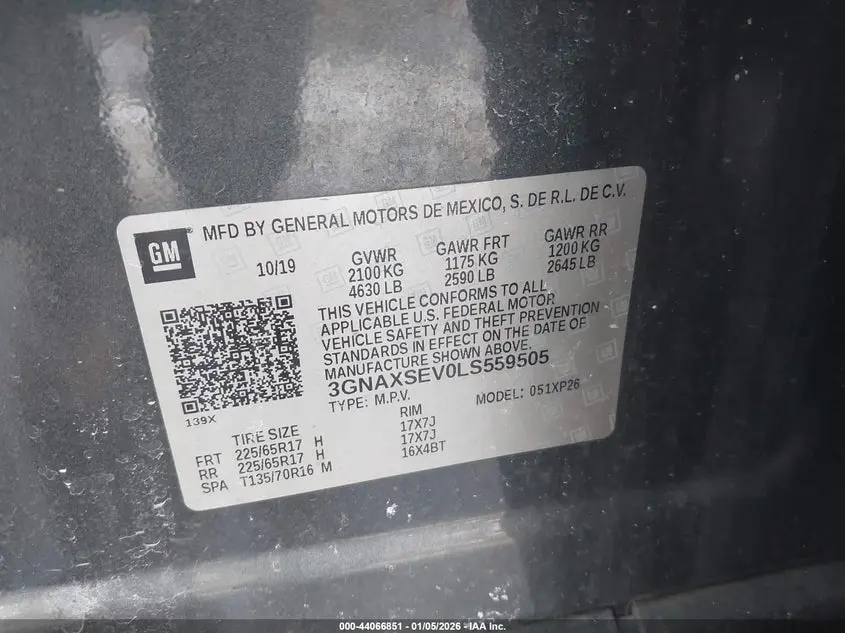 MFD BY GENERAL MOTORS DE MEXICO, S. DE R.L. DE C.V.
GM
10/19 GVWR GAWR FRT GAWR RR
2100 KG 1175 KG 1200 KG
4630 LB 2590 LB 2645 LB
THIS VEHICLE CONFORMS TO ALL
APPLICABLE U.S. FEDERAL MOTOR
VEHICLE SAFETY AND THEFT PREVENTION
STANDARDS IN EFFECT ON THE DATE OF
MANUFACTURE SHOWN ABOVE.
3GNAXSEV0LS559505
TYPE: M.P.V. MODEL: 051XP26
139X
TIRE SIZE RIM
FRT 225/65R17 H 17X7J
RR 225/65R17 H 17X7J
SPA T135/70R16 M 16X4BT
000-44066851 - 01/05/2026 - IAA Inc.